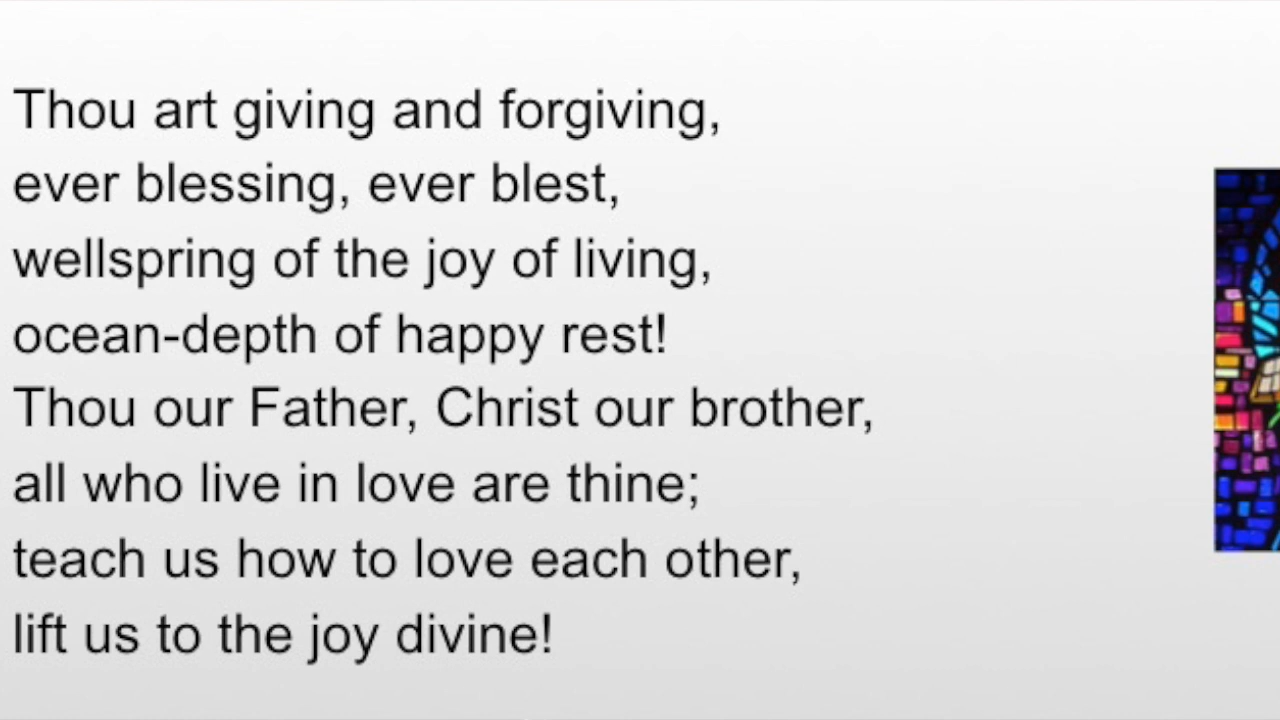 Thou art giving and forgiving,
ever blessing, ever blest,
wellspring of the joy of living,
ocean-depth of happy rest!
Thou our Father, Christ our brother,
all who live in love are thine;
teach us how to love each other,
lift us to the joy divine!